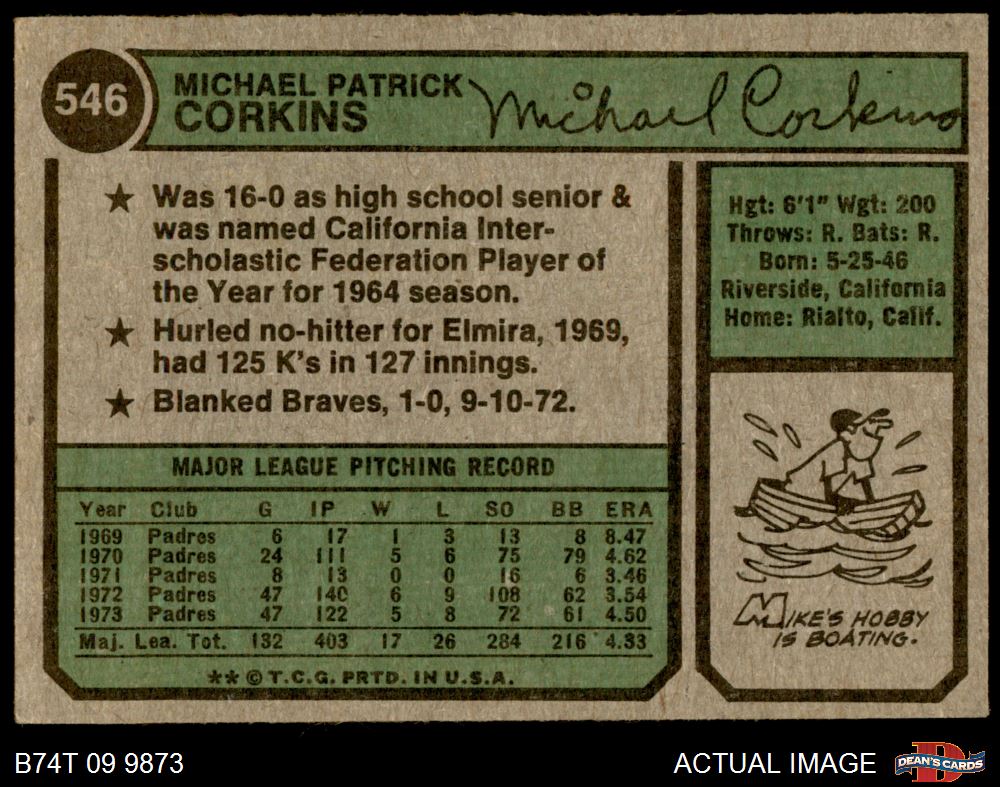 546
MICHAEL PATRICK
CORKINS
Michael Corkins
★ Was 16-0 as high school senior &
was named California Inter-
scholastic Federation Player of
the Year for 1964 season.
★ Hurled no-hitter for Elmira, 1969,
had 125 K's in 127 innings.
★ Blanked Braves, 1-0, 9-10-72.
Hgt: 6'1" Wgt: 200
Throws: R. Bats: R.
Born: 5-25-46
Riverside, California
Home: Rialto, Calif.
MAJOR LEAGUE PITCHING RECORD
Year Club G IP W L SO BB ERA
1969 Padres 6 17 1 3 13 8 8.47
1970 Padres 24 111 5 6 75 79 4.62
1971 Padres 8 13 0 0 16 6 3.46
1972 Padres 47 140 6 9 108 62 3.54
1973 Padres 47 122 5 8 72 61 4.50
Maj. Lea. Tot. 132 403 17 26 284 216 4.33
** © T.C.G. PRTD. IN U.S.A.
MIKE'S HOBBY
IS BOATING.
B74T 09 9873
ACTUAL IMAGE
D
DEAN'S CARDS